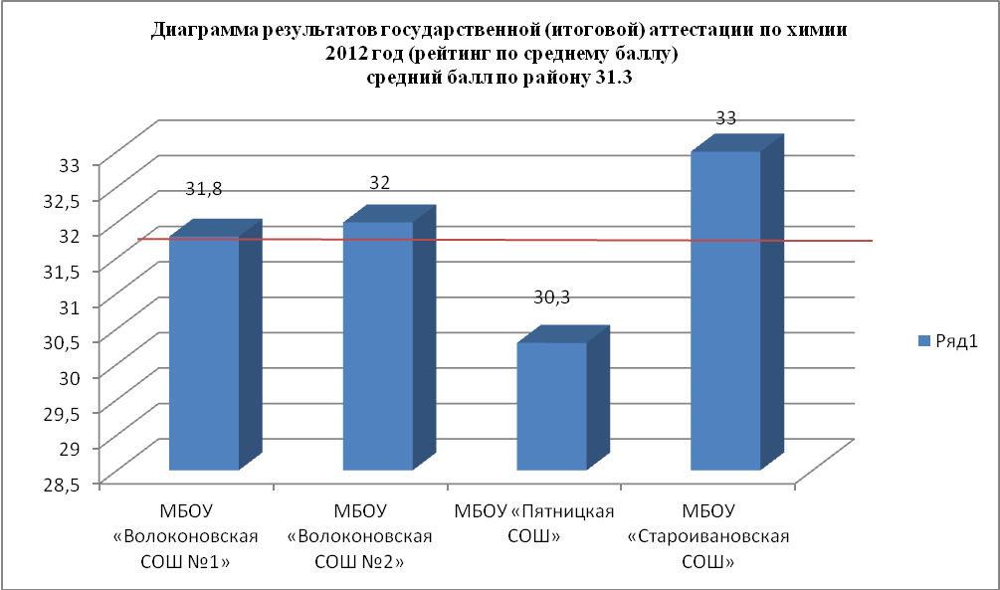 Диаграмма результатов государственной (итоговой) аттестации по химии
2012 год (рейтинг по среднему баллу)
средний балл по району 31.3
33
32,5
32
31,5
31
30,5
30
29,5
29
28,5
31,8
32
30,3
33
МБОУ
«Волоконовская
СОШ №1»
МБОУ
«Волоконовская
СОШ №2»
МБОУ «Пятницкая
СОШ»
МБОУ
«Староивановская
СОШ»
Ряд1